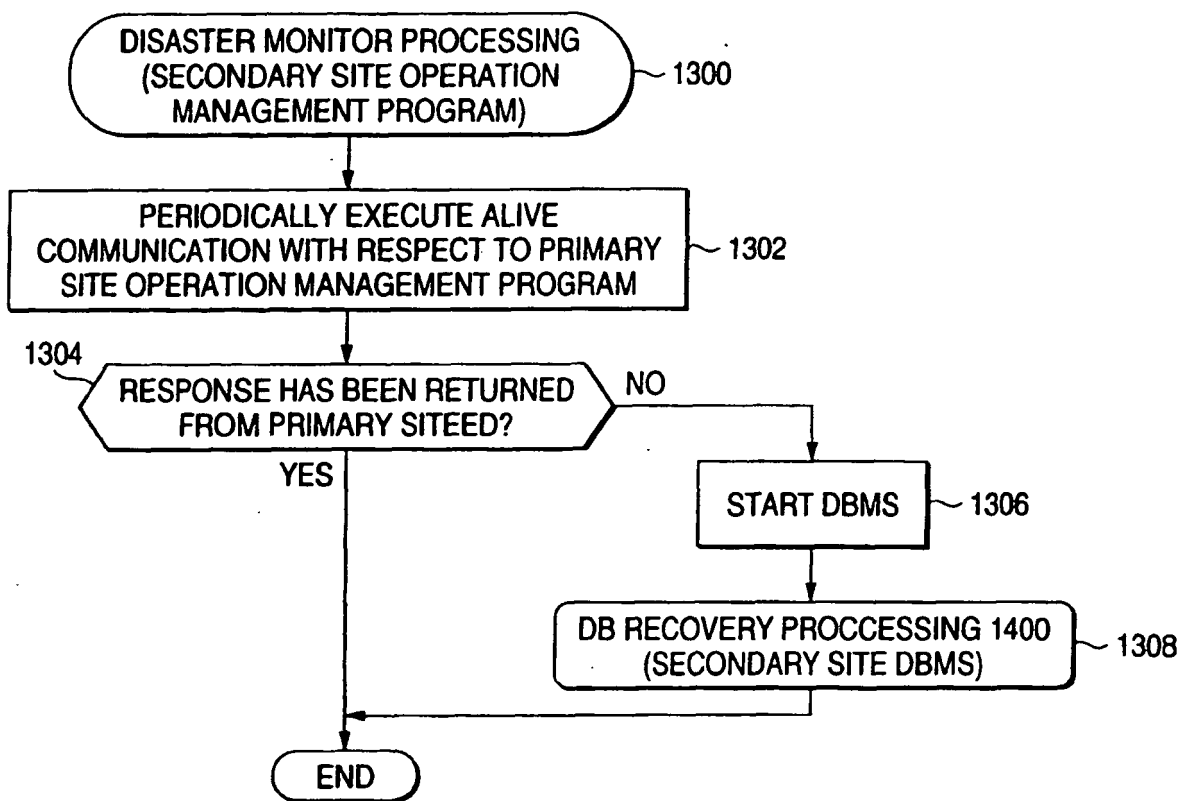 DISASTER MONITOR PROCESSING
(SECONDARY SITE OPERATION
MANAGEMENT PROGRAM)
1300
PERIODICALLY EXECUTE ALIVE
COMMUNICATION WITH RESPECT TO PRIMARY
SITE OPERATION MANAGEMENT PROGRAM
1302
1304
RESPONSE HAS BEEN RETURNED
FROM PRIMARY SITEED?
NO
YES
START DBMS
1306
DB RECOVERY PROCCESSING 1400
(SECONDARY SITE DBMS)
1308
END